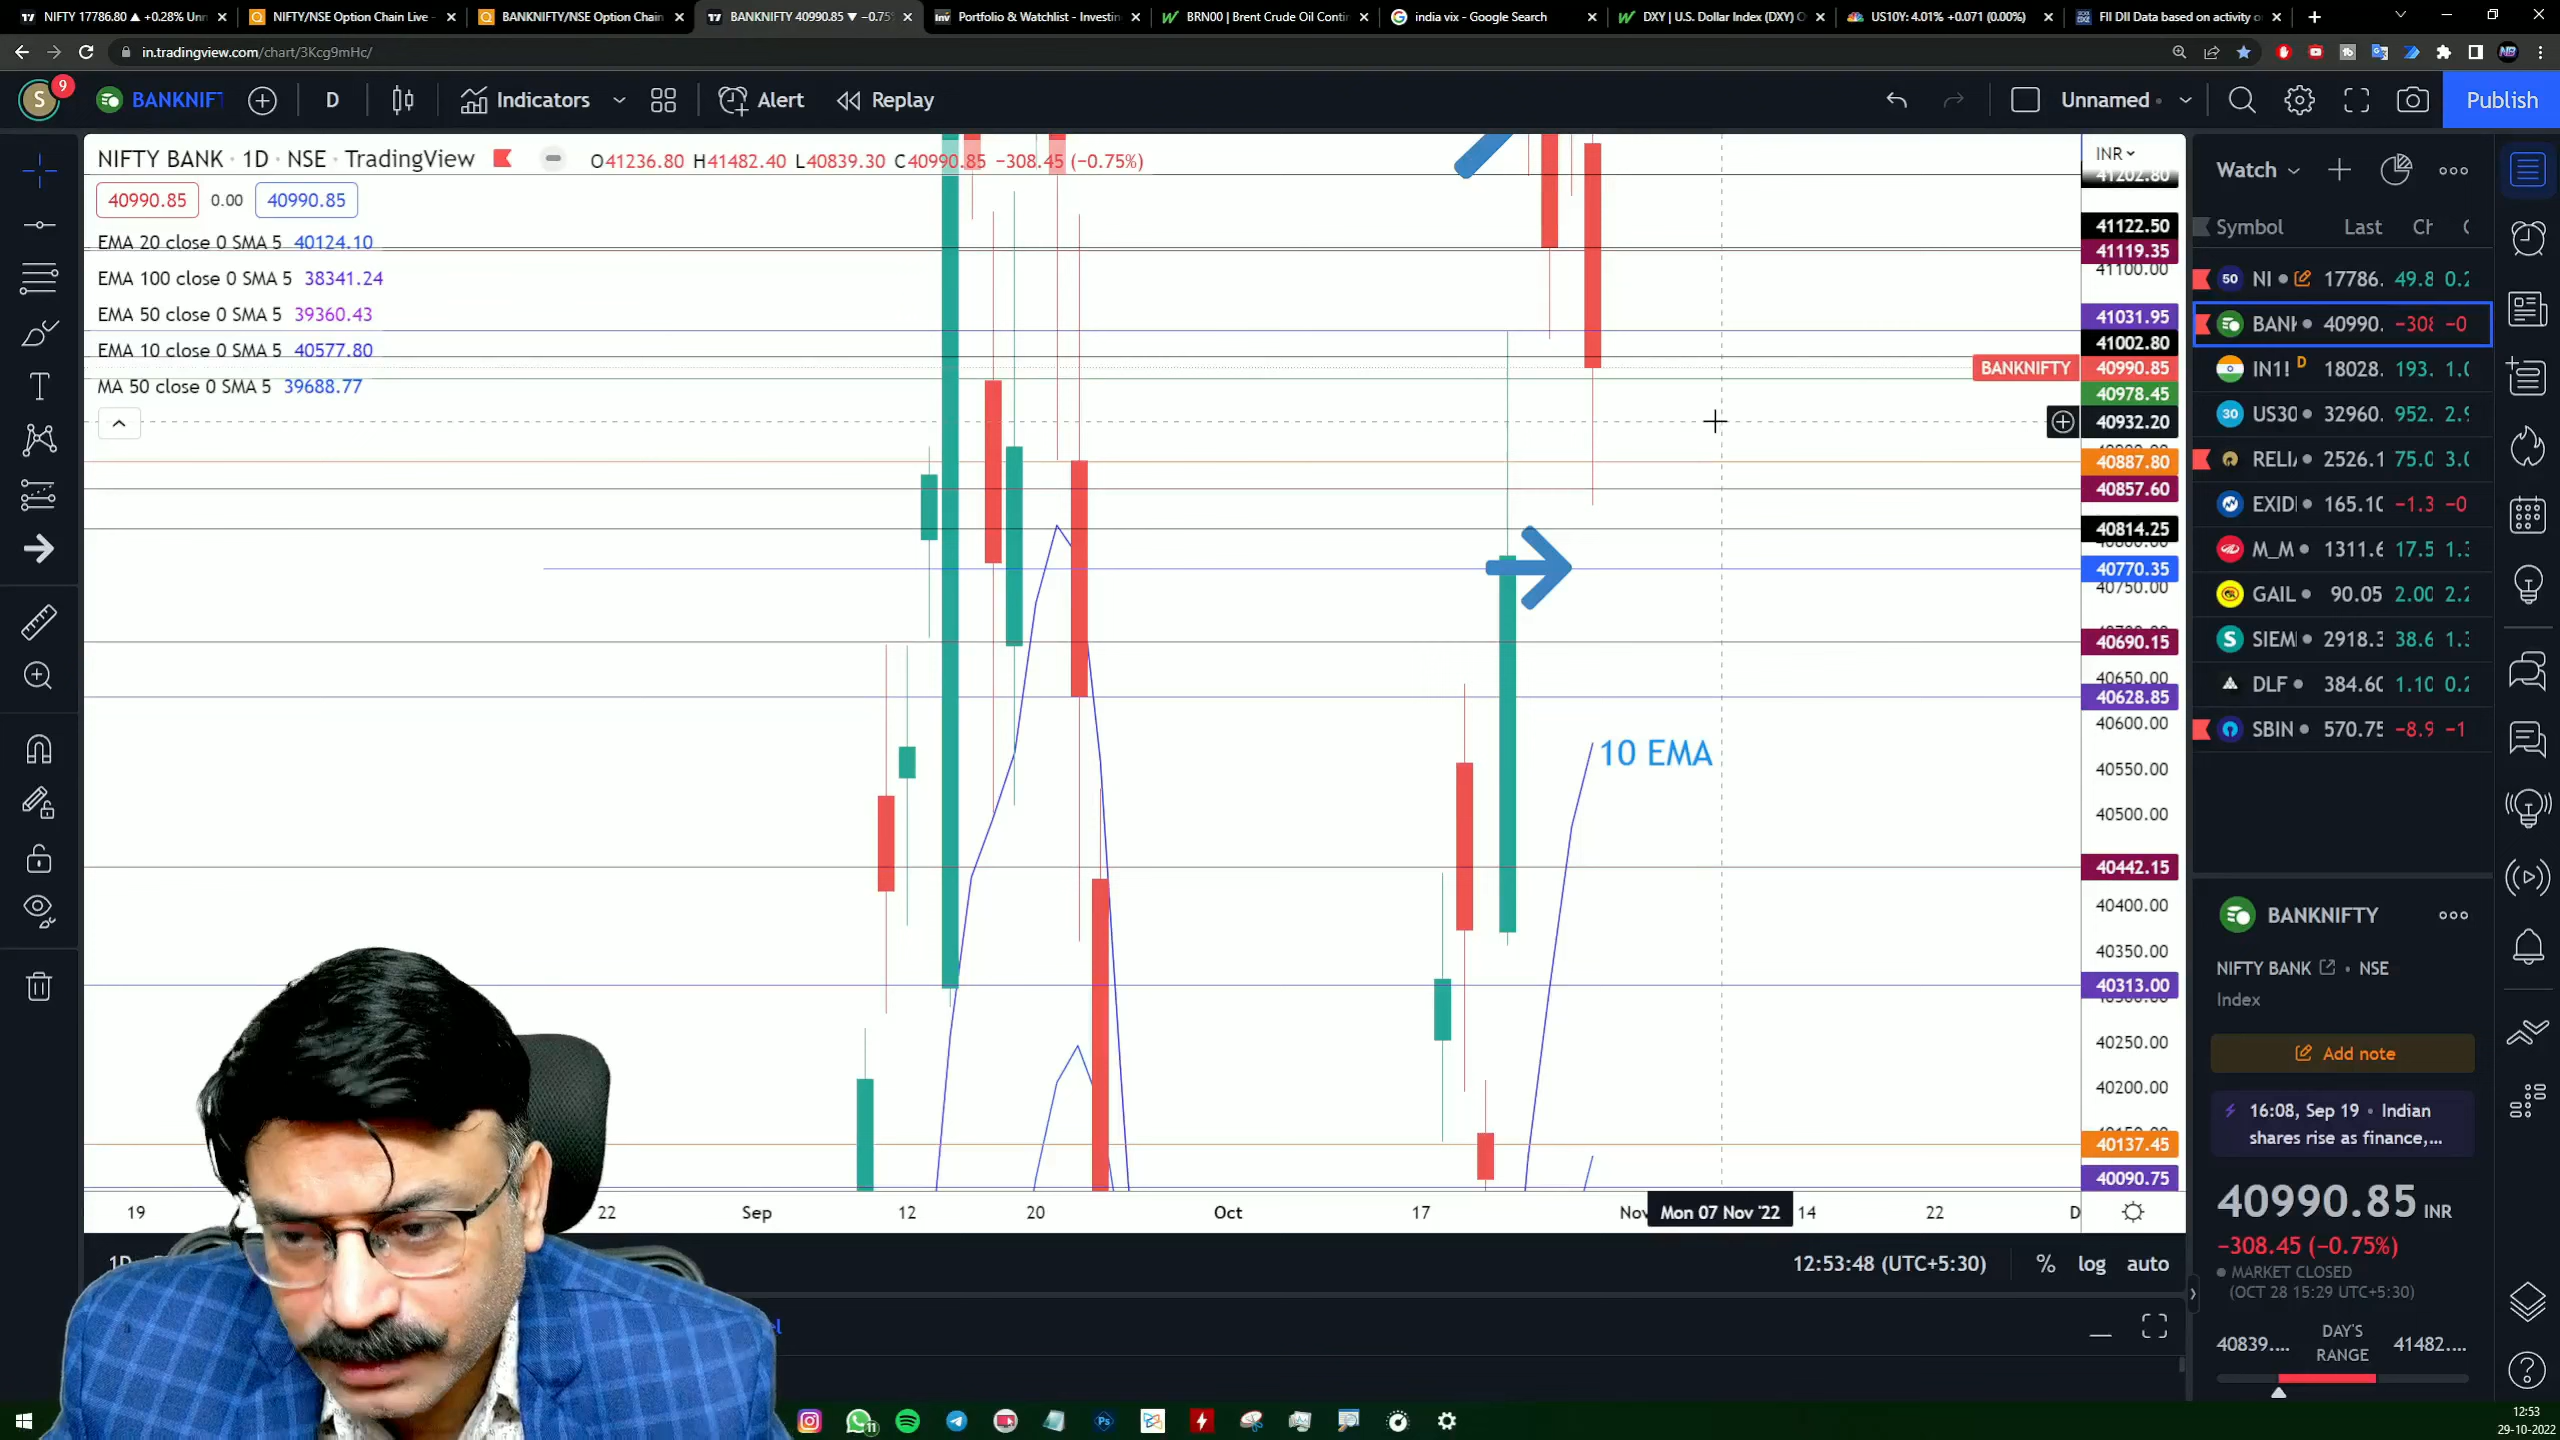 NIFTY 17786.80 ▲ +0.28% Unn
NIFTY/NSE Option Chain Live -
BANKNIFTY/NSE Option Chain
BANKNIFTY 40990.85 ▼ −0.75%
Portfolio & Watchlist - Investin
BRN00 | Brent Crude Oil Conti
india vix - Google Search
DXY | U.S. Dollar Index (DXY) O
US10Y: 4.01% +0.071 (0.00%)
FII DII Data based on activity o
in.tradingview.com/chart/3Kcg9mHc/
S
9
BANKNIFT
D
Indicators
Alert
Replay
Unnamed
Publish
NIFTY BANK · 1D · NSE · TradingView
O41236.80 H41482.40 L40839.30 C40990.85 −308.45 (−0.75%)
INR
40990.85
0.00
40990.85
EMA 20 close 0 SMA 5 40124.10
EMA 100 close 0 SMA 5 38341.24
EMA 50 close 0 SMA 5 39360.43
EMA 10 close 0 SMA 5 40577.80
MA 50 close 0 SMA 5 39688.77
41202.80
41122.50
41119.35
41100.00
41031.95
41002.80
BANKNIFTY 40990.85
40978.45
40932.20
40887.80
40857.60
40814.25
40770.35
40750.00
40690.15
40650.00
40628.85
40600.00
10 EMA
40550.00
40500.00
40442.15
40400.00
40350.00
40313.00
40250.00
40200.00
40137.45
40090.75
19
22
Sep
12
20
Oct
17
Nov
Mon 07 Nov '22
14
22
D
12:53:48 (UTC+5:30)
%
log
auto
Watch
Symbol Last Ch
NI 17786. 49.8 0.2
BANK 40990. −308 −0
IN1! D 18028. 193. 1.0
US30 32960. 952. 2.9
RELI 2526.1 75.0 3.0
EXID 165.10 −1.3 −0
M_M 1311.6 17.5 1.3
GAIL 90.05 2.00 2.2
SIEM 2918.3 38.6 1.3
DLF 384.60 1.10 0.2
SBIN 570.75 −8.9 −1
BANKNIFTY
NIFTY BANK · NSE
Index
Add note
16:08, Sep 19 · Indian
shares rise as finance,...
40990.85 INR
−308.45 (−0.75%)
MARKET CLOSED
(OCT 28 15:29 UTC+5:30)
40839....
DAY'S
RANGE
41482....
12:53
29-10-2022